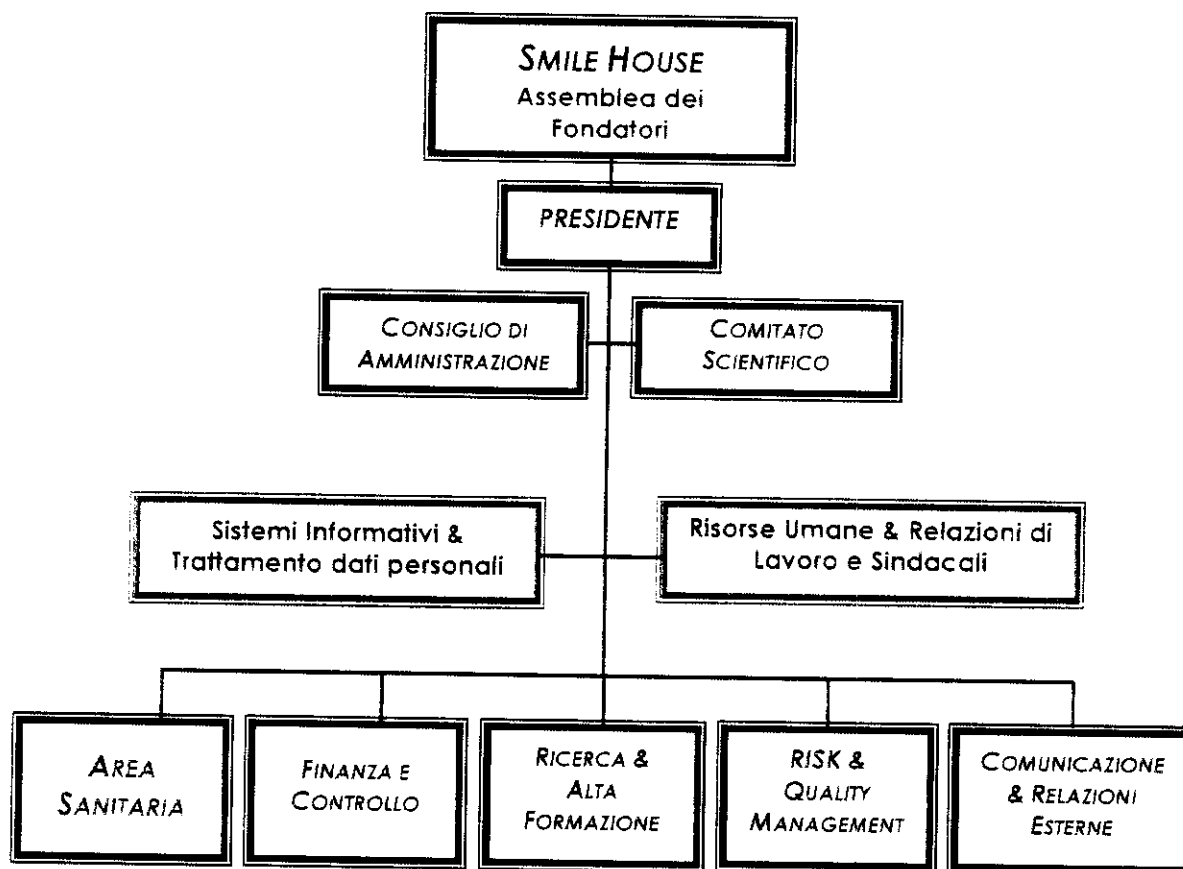 SMILE HOUSE
Assemblea dei
Fondatori
PRESIDENTE
CONSIGLIO DI
AMMINISTRAZIONE
COMITATO
SCIENTIFICO
Sistemi Informativi &
Trattamento dati personali
Risorse Umane & Relazioni di
Lavoro e Sindacali
AREA
SANITARIA
FINANZA E
CONTROLLO
RICERCA &
ALTA
FORMAZIONE
RISK &
QUALITY
MANAGEMENT
COMUNICAZIONE
& RELAZIONI
ESTERNE